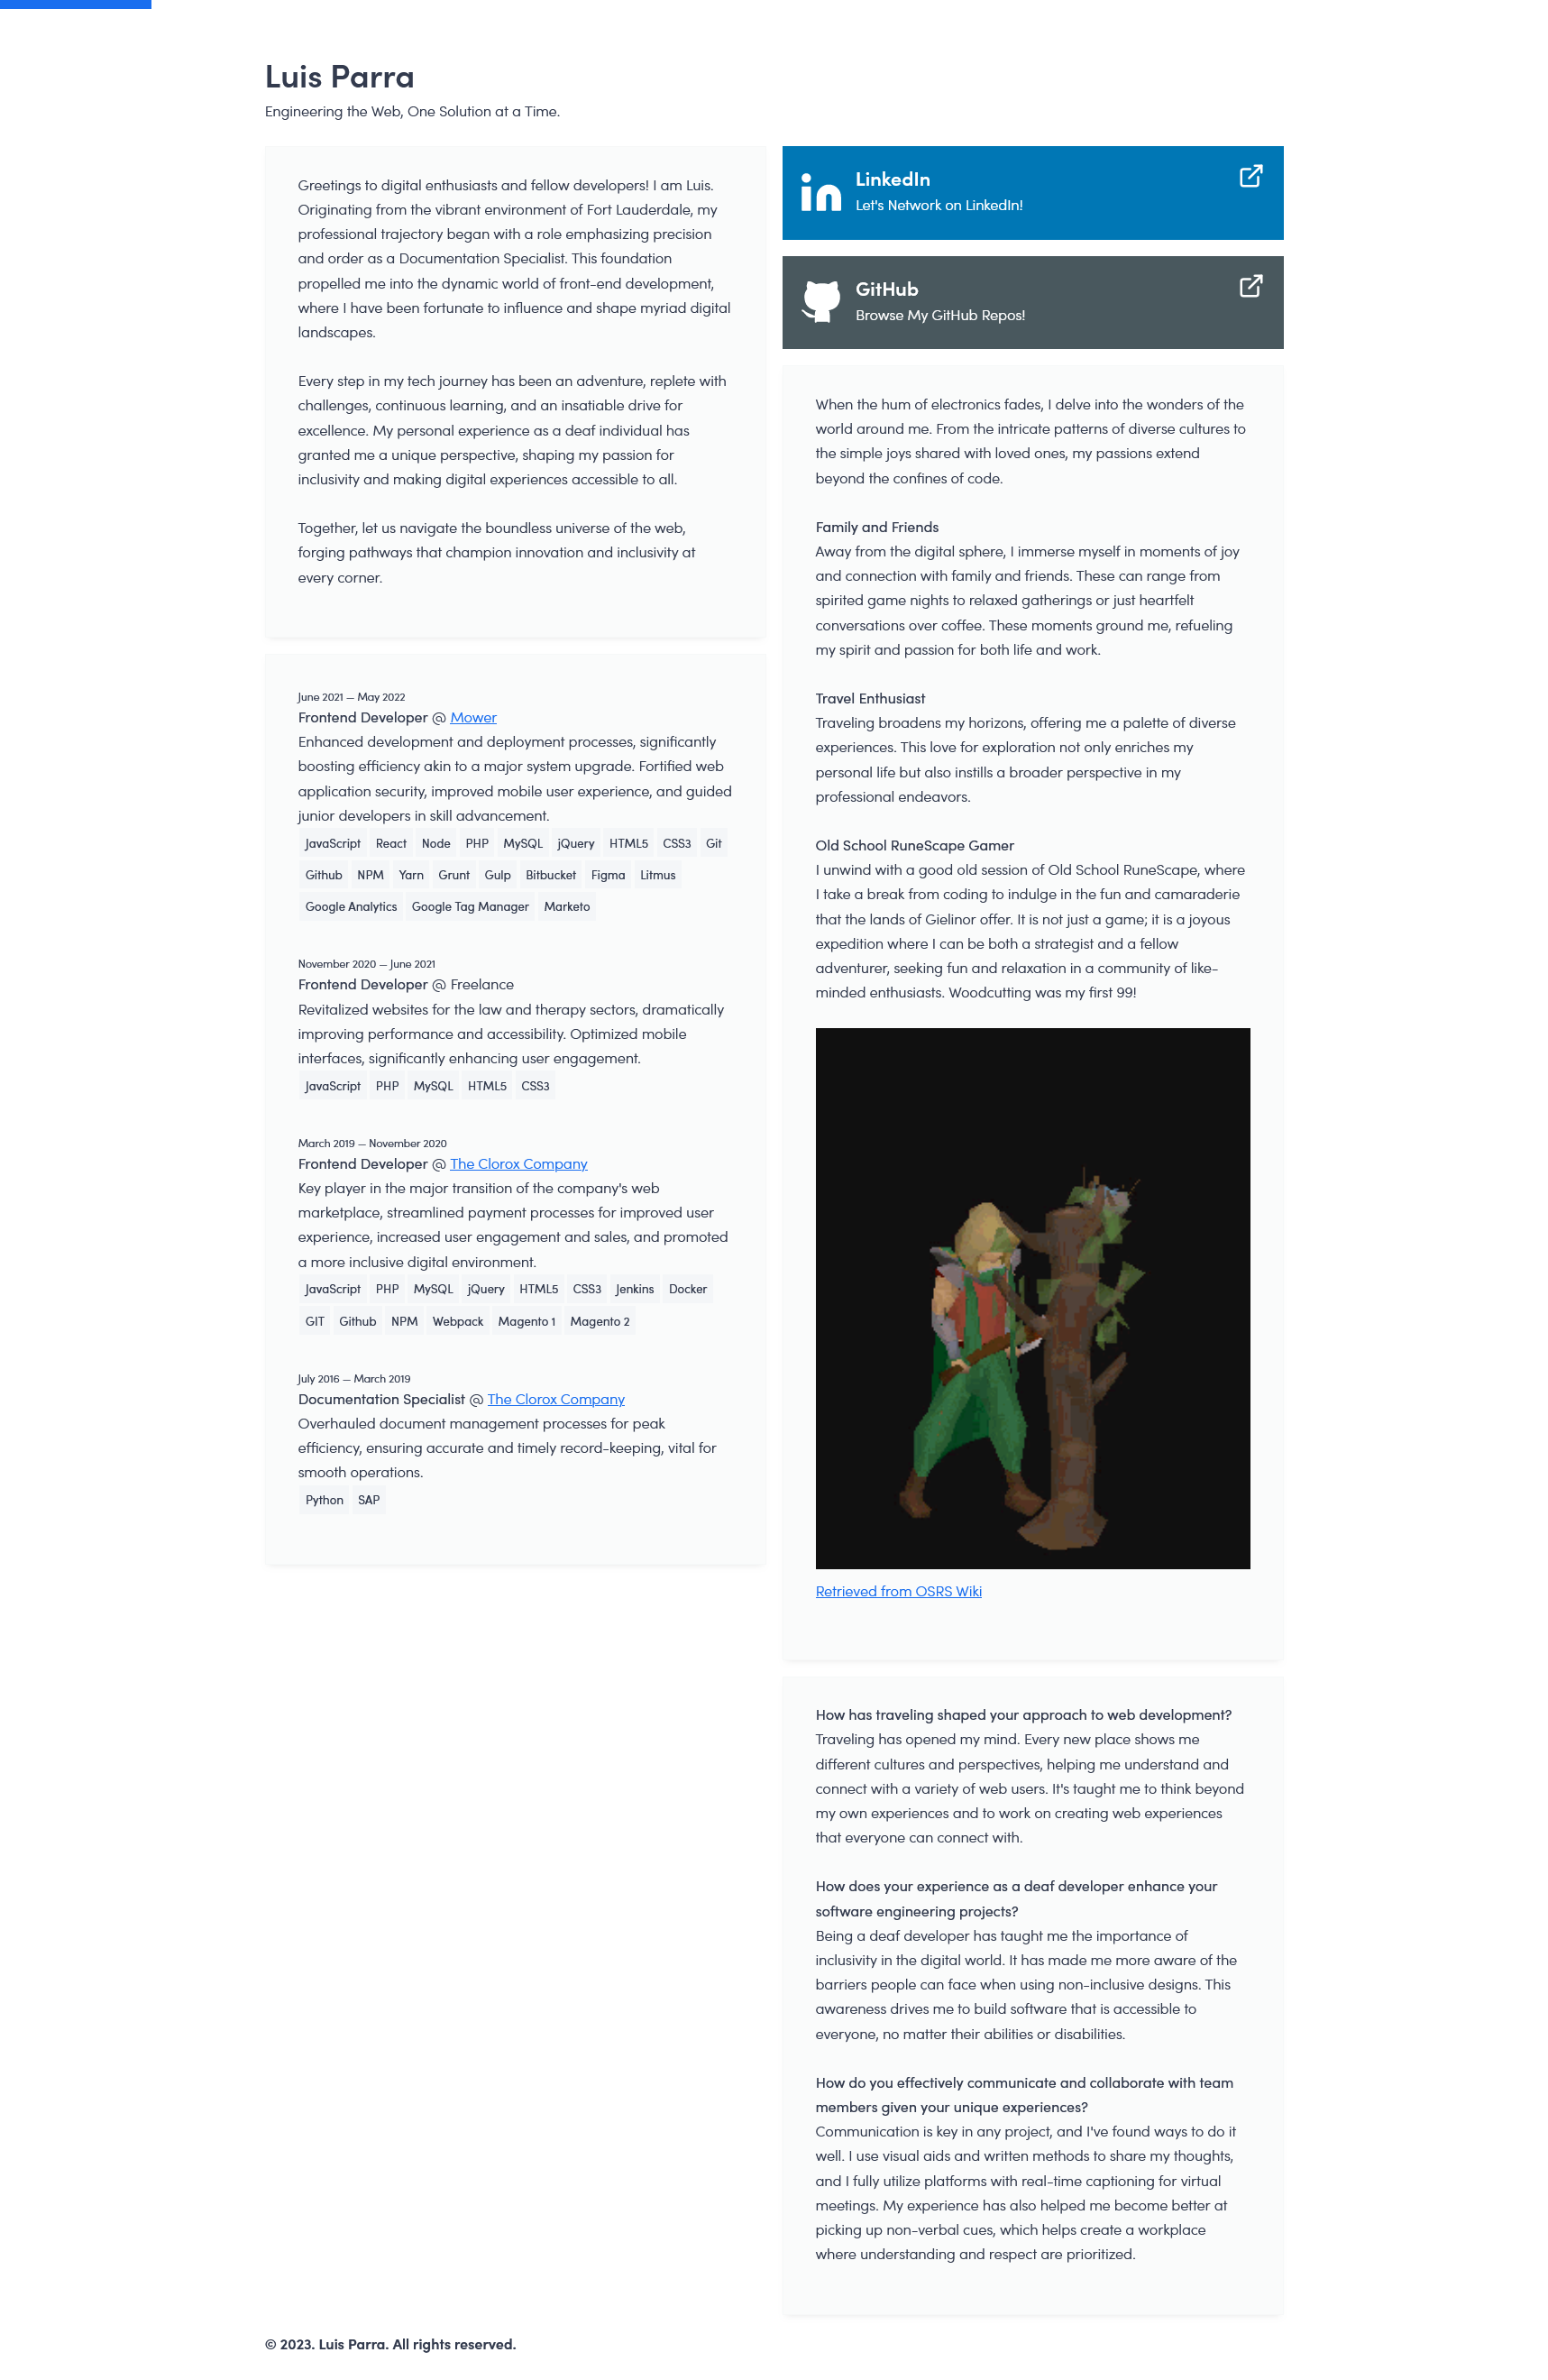 Luis Parra
Engineering the Web, One Solution at a Time.
Greetings to digital enthusiasts and fellow developers! I am Luis.
Originating from the vibrant environment of Fort Lauderdale, my
professional trajectory began with a role emphasizing precision
and order as a Documentation Specialist. This foundation
propelled me into the dynamic world of front-end development,
where I have been fortunate to influence and shape myriad digital
landscapes.
Every step in my tech journey has been an adventure, replete with
challenges, continuous learning, and an insatiable drive for
excellence. My personal experience as a deaf individual has
granted me a unique perspective, shaping my passion for
inclusivity and making digital experiences accessible to all.
Together, let us navigate the boundless universe of the web,
forging pathways that champion innovation and inclusivity at
every corner.
June 2021 — May 2022
Frontend Developer @ Mower
Enhanced development and deployment processes, significantly
boosting efficiency akin to a major system upgrade. Fortified web
application security, improved mobile user experience, and guided
junior developers in skill advancement.
JavaScript React Node PHP MySQL jQuery HTML5 CSS3 Git
Github NPM Yarn Grunt Gulp Bitbucket Figma Litmus
Google Analytics Google Tag Manager Marketo
November 2020 — June 2021
Frontend Developer @ Freelance
Revitalized websites for the law and therapy sectors, dramatically
improving performance and accessibility. Optimized mobile
interfaces, significantly enhancing user engagement.
JavaScript PHP MySQL HTML5 CSS3
March 2019 — November 2020
Frontend Developer @ The Clorox Company
Key player in the major transition of the company's web
marketplace, streamlined payment processes for improved user
experience, increased user engagement and sales, and promoted
a more inclusive digital environment.
JavaScript PHP MySQL jQuery HTML5 CSS3 Jenkins Docker
GIT Github NPM Webpack Magento 1 Magento 2
July 2016 — March 2019
Documentation Specialist @ The Clorox Company
Overhauled document management processes for peak
efficiency, ensuring accurate and timely record-keeping, vital for
smooth operations.
Python SAP
LinkedIn
Let's Network on LinkedIn!
GitHub
Browse My GitHub Repos!
When the hum of electronics fades, I delve into the wonders of the
world around me. From the intricate patterns of diverse cultures to
the simple joys shared with loved ones, my passions extend
beyond the confines of code.
Family and Friends
Away from the digital sphere, I immerse myself in moments of joy
and connection with family and friends. These can range from
spirited game nights to relaxed gatherings or just heartfelt
conversations over coffee. These moments ground me, refueling
my spirit and passion for both life and work.
Travel Enthusiast
Traveling broadens my horizons, offering me a palette of diverse
experiences. This love for exploration not only enriches my
personal life but also instills a broader perspective in my
professional endeavors.
Old School RuneScape Gamer
I unwind with a good old session of Old School RuneScape, where
I take a break from coding to indulge in the fun and camaraderie
that the lands of Gielinor offer. It is not just a game; it is a joyous
expedition where I can be both a strategist and a fellow
adventurer, seeking fun and relaxation in a community of like-
minded enthusiasts. Woodcutting was my first 99!
Retrieved from OSRS Wiki
How has traveling shaped your approach to web development?
Traveling has opened my mind. Every new place shows me
different cultures and perspectives, helping me understand and
connect with a variety of web users. It's taught me to think beyond
my own experiences and to work on creating web experiences
that everyone can connect with.
How does your experience as a deaf developer enhance your
software engineering projects?
Being a deaf developer has taught me the importance of
inclusivity in the digital world. It has made me more aware of the
barriers people can face when using non-inclusive designs. This
awareness drives me to build software that is accessible to
everyone, no matter their abilities or disabilities.
How do you effectively communicate and collaborate with team
members given your unique experiences?
Communication is key in any project, and I've found ways to do it
well. I use visual aids and written methods to share my thoughts,
and I fully utilize platforms with real-time captioning for virtual
meetings. My experience has also helped me become better at
picking up non-verbal cues, which helps create a workplace
where understanding and respect are prioritized.
© 2023. Luis Parra. All rights reserved.